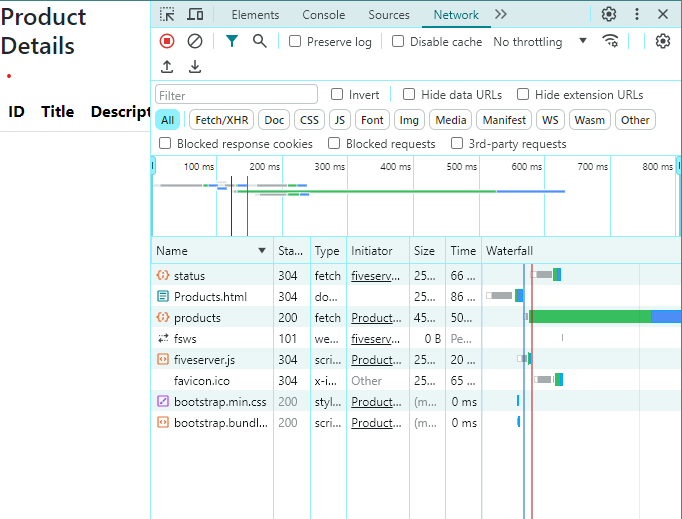 Product
Details
ID Title Descript
Elements Console Sources Network
Preserve log Disable cache No throttling
Filter Invert Hide data URLs Hide extension URLs
All Fetch/XHR Doc CSS JS Font Img Media Manifest WS Wasm Other
Blocked response cookies Blocked requests 3rd-party requests
100 ms 200 ms 300 ms 400 ms 500 ms 600 ms 700 ms 800 ms
Name Sta... Type Initiator Size Time Waterfall
status 304 fetch fiveserv... 25... 66 ...
Products.html 304 do... 25... 86 ...
products 200 fetch Product... 45... 50...
fsws 101 we... fiveserv... 0 B Pe...
fiveserver.js 304 scri... Product... 25... 20 ...
favicon.ico 304 x-i... Other 25... 65 ...
bootstrap.min.css 200 styl... Product... (m... 0 ms
bootstrap.bundl... 200 scri... Product... (m... 0 ms